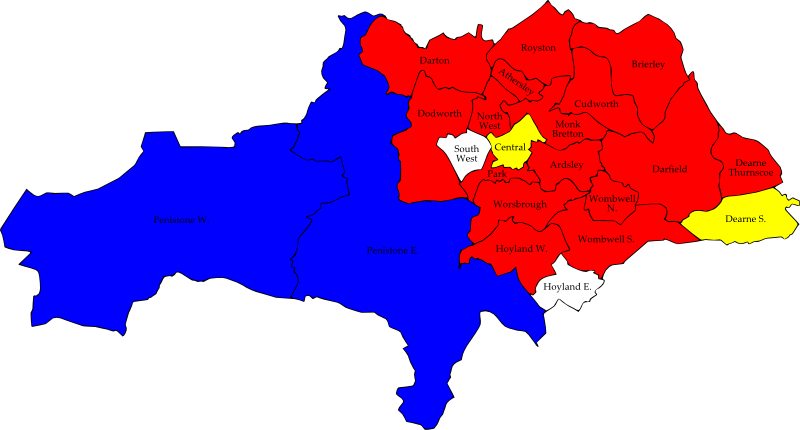 Royston
Darton
Brierley
Athersley
Cudworth
Dodworth
North
West
Monk
Bretton
South
West
Central
Ardsley
Darfield
Dearne
Thurnscoe
Park
Worsbrough
Wombwell
N.
Dearne S.
Penistone W.
Penistone E.
Hoyland W.
Wombwell S.
Hoyland E.